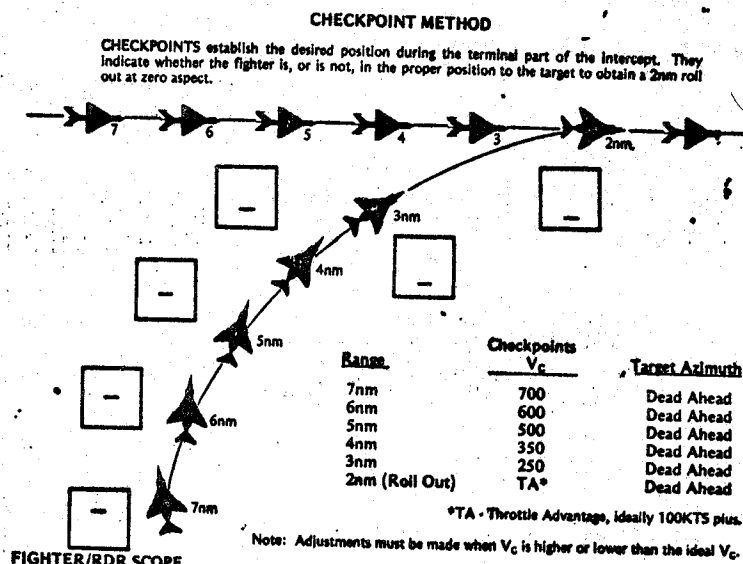 CHECKPOINT METHOD
CHECKPOINTS establish the desired position during the terminal part of the intercept. They
indicate whether the fighter is, or is not, in the proper position to the target to obtain a 2nm roll
out at zero aspect.
7 6 5 4 3 2nm
3nm
4nm
5nm
6nm
7nm
Checkpoints
Range Vc Target Azimuth
7nm 700 Dead Ahead
6nm 600 Dead Ahead
5nm 500 Dead Ahead
4nm 350 Dead Ahead
3nm 250 Dead Ahead
2nm (Roll Out) TA* Dead Ahead
*TA - Throttle Advantage, ideally 100KTS plus.
Note: Adjustments must be made when Vc is higher or lower than the ideal Vc.
FIGHTER/RDR SCOPE